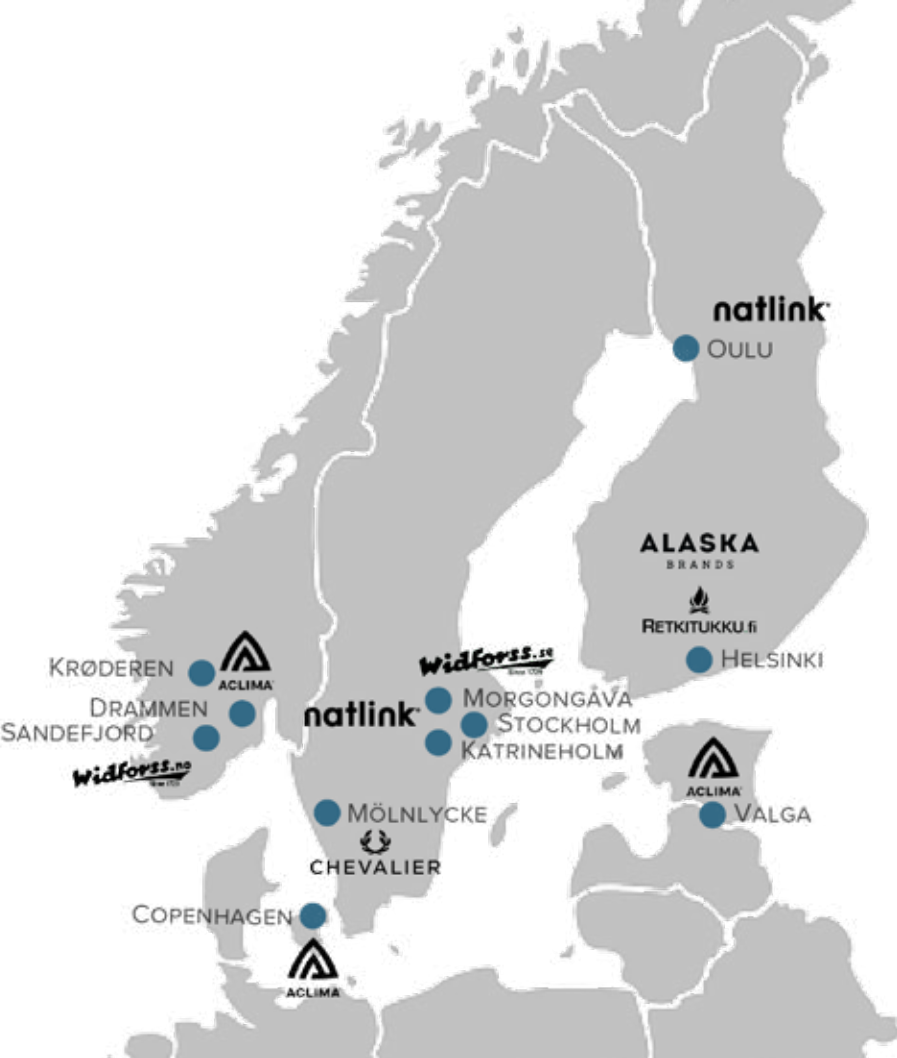 natlink
OULU
ALASKA
BRANDS
RETKITUKKU.fi
HELSINKI
KRØDEREN
ACLIMA
DRAMMEN
SANDEFJORD
Widforss.no
Widforss.se
natlink
MORGONGÅVA
STOCKHOLM
KATRINEHOLM
MÖLNLYCKE
CHEVALIER
ACLIMA
VALGA
COPENHAGEN
ACLIMA